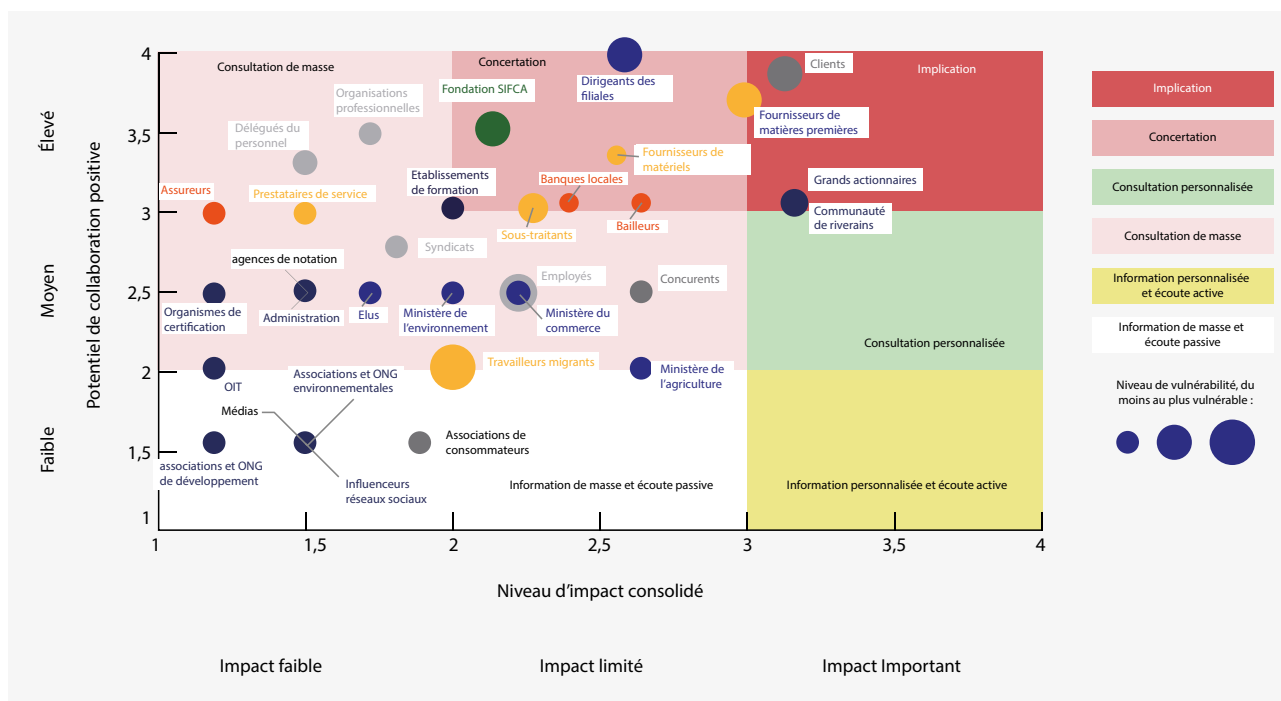 Potentiel de collaboration positive
Élevé
Moyen
Faible
4
3,5
3
2,5
2
1,5
1
Consultation de masse
Concertation
Implication
Organisations
professionnelles
Délégués du
personnel
Fondation SIFCA
Dirigeants des
filiales
Clients
Fournisseurs de
matières premières
Fournisseurs de
matériels
Assureurs
Prestataires de service
Etablissements
de formation
Banques locales
Sous-traitants
Bailleurs
Grands actionnaires
Communauté
de riverains
Syndicats
agences de notation
Employés
Concurents
Organismes de
certification
Administration
Elus
Ministère de
l'environnement
Ministère du
commerce
Consultation personnalisée
Travailleurs migrants
Ministère de
l'agriculture
OIT
Associations et ONG
environnementales
Médias
Associations de
consommateurs
associations et ONG
de développement
Influenceurs
réseaux sociaux
Information de masse et écoute passive
Information personnalisée et écoute active
1
1,5
2
2,5
3
3,5
4
Niveau d'impact consolidé
Impact faible
Impact limité
Impact Important
Implication
Concertation
Consultation personnalisée
Consultation de masse
Information personnalisée
et écoute active
Information de masse et
écoute passive
Niveau de vulnérabilité, du
moins au plus vulnérable :